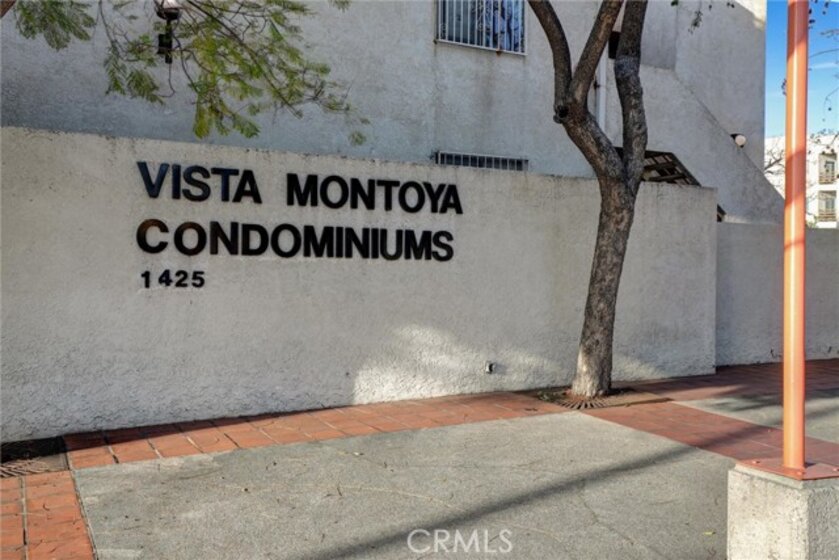 VISTA MONTOYA
CONDOMINIUMS
1425
CRMLS